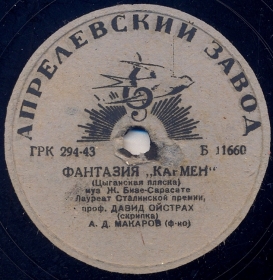 АПРЕЛЕВСКИЙ ЗАВОД
ГРК 294-43 Б 11660
ФАНТАЗИЯ „КАРМЕН"
(Цыганская пляска)
муз Ж. Бизе-Сарасате
Лауреат Сталинской премии,
проф. ДАВИД ОЙСТРАХ
(скрипка)
А. Д. МАКАРОВ (ф-но)